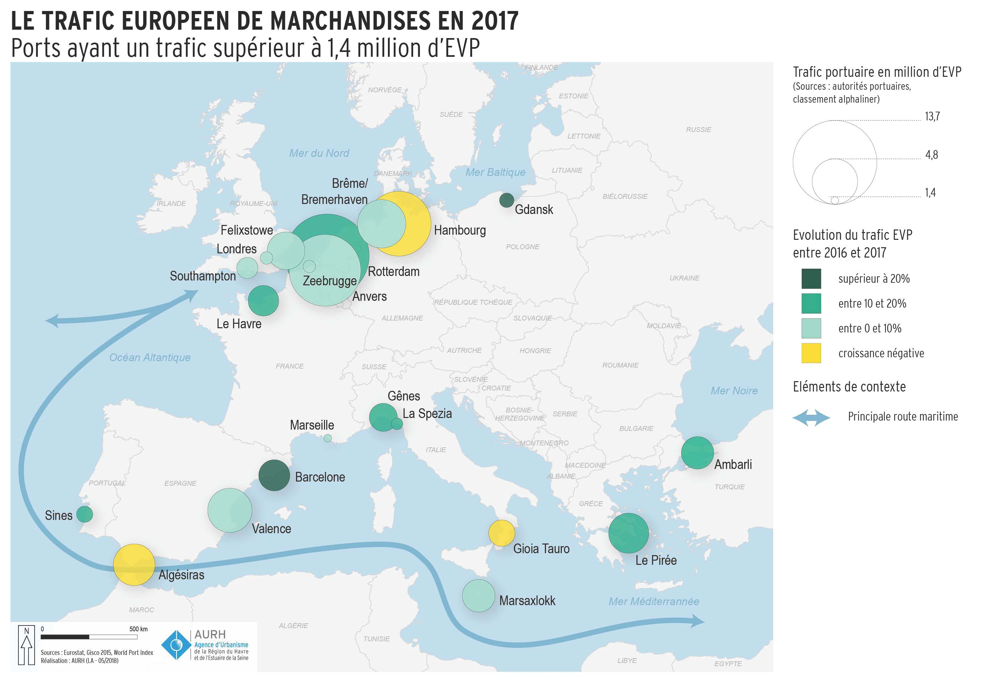 LE TRAFIC EUROPEEN DE MARCHANDISES EN 2017
Ports ayant un trafic supérieur à 1,4 million d'EVP
FINLANDE
NORVÈGE
ESTONIE
SUÈDE
RUSSIE
LETTONIE
Mer du Nord
LITUANIE
DANEMARK
Mer Baltique
Brême/
Bremerhaven
BIÉLORUSSIE
IRLANDE
ROYAUME-UNI
Gdansk
Felixstowe
Hambourg
Londres
POLOGNE
Southampton
Rotterdam
Zeebrugge
UKRAINE
Anvers
RÉPUBLIQUE TCHÈQUE
Le Havre
ALLEMAGNE
SLOVAQUIE
MOLDAVIE
Océan Altantique
AUTRICHE
HONGRIE
FRANCE
SUISSE
ROUMANIE
SLOVÉNIE
CROATIE
Mer Noire
Gênes
La Spezia
BOSNIE-
HERZEGOVINE
SERBIE
Marseille
BULGARIE
MONTENEGRO
ITALIE
MACEDOINE
Ambarli
ALBANIE
Barcelone
PORTUGAL
ESPAGNE
TURQUIE
GRÈCE
Sines
Valence
Gioia Tauro
Le Pirée
Algésiras
Marsaxlokk
Mer Méditerrannée
MAROC
ALGÈRIE
TUNISIE
LIBYE
EGYPTE
N
0 500 km
Sources : Eurostat, Gisco 2015, World Port Index
Réalisation : AURH (LA - 05/2018)
AURH
Agence d'Urbanisme
de la Région du Havre
et de l'Estuaire de la Seine
Trafic portuaire en million d'EVP
(Sources : autorités portuaires,
classement alphaliner)
13,7
4,8
1,4
Evolution du trafic EVP
entre 2016 et 2017
supérieur à 20%
entre 10 et 20%
entre 0 et 10%
croissance négative
Eléments de contexte
Principale route maritime